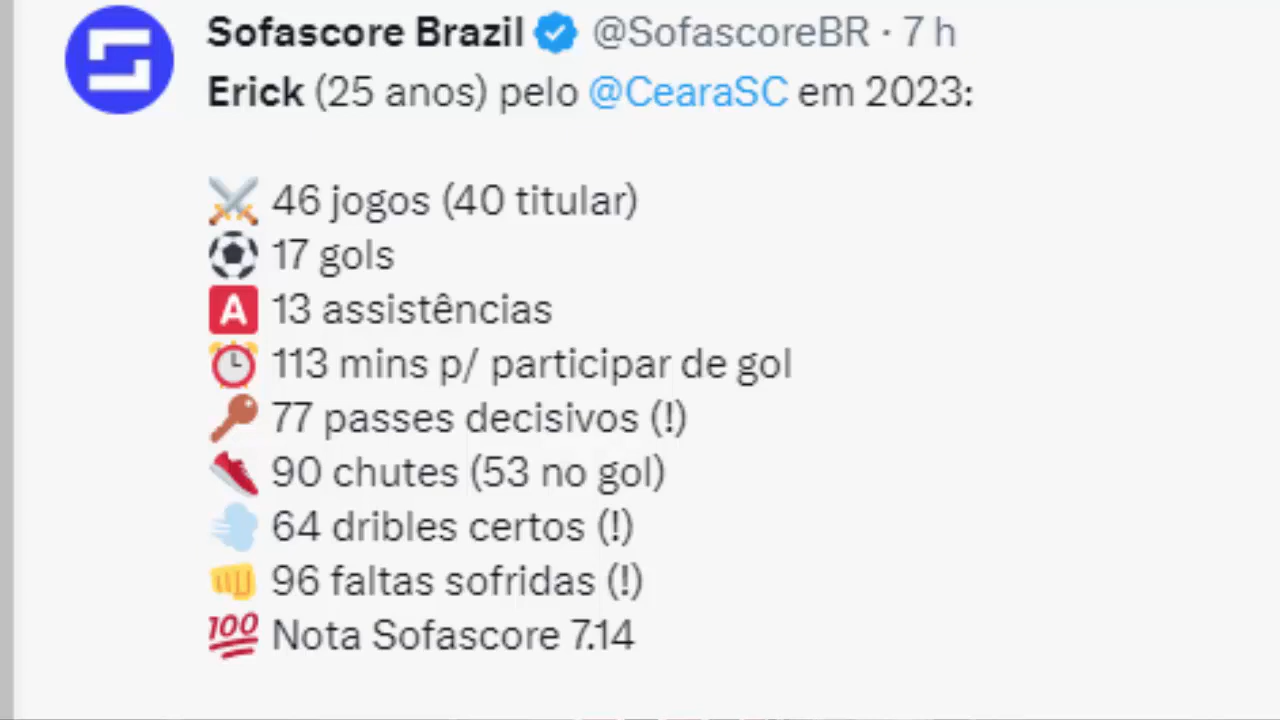 Sofascore Brazil @SofascoreBR · 7 h
Erick (25 anos) pelo @CearaSC em 2023:
46 jogos (40 titular)
17 gols
A 13 assistências
113 mins p/ participar de gol
77 passes decisivos (!)
90 chutes (53 no gol)
64 dribles certos (!)
96 faltas sofridas (!)
100 Nota Sofascore 7.14